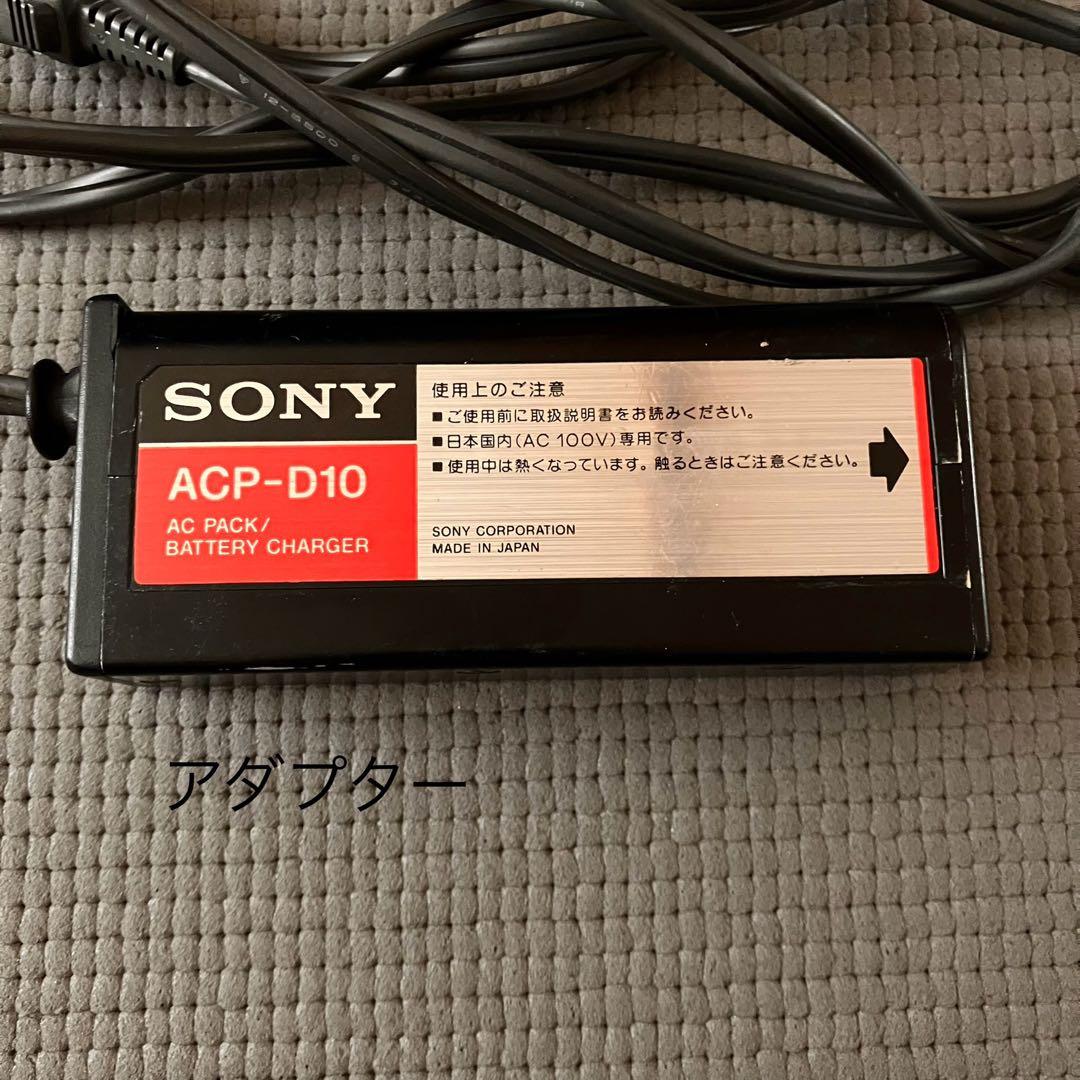 12-5500
SONY
ACP-D10
AC PACK/
BATTERY CHARGER
使用上のご注意
■ご使用前に取扱説明書をお読みください。
■日本国内(AC 100V)専用です。
■使用中は熱くなっています。触るときはご注意ください。
SONY CORPORATION
MADE IN JAPAN
アダプター